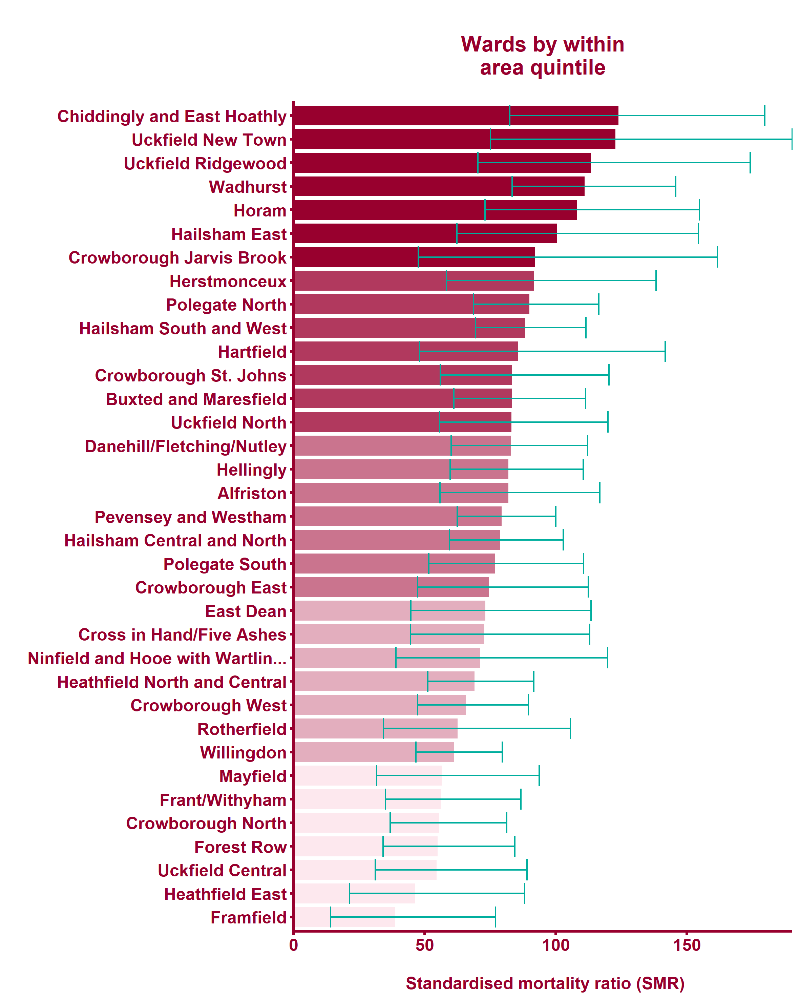 Wards by within
area quintile
Chiddingly and East Hoathly
Uckfield New Town
Uckfield Ridgewood
Wadhurst
Horam
Hailsham East
Crowborough Jarvis Brook
Herstmonceux
Polegate North
Hailsham South and West
Hartfield
Crowborough St. Johns
Buxted and Maresfield
Uckfield North
Danehill/Fletching/Nutley
Hellingly
Alfriston
Pevensey and Westham
Hailsham Central and North
Polegate South
Crowborough East
East Dean
Cross in Hand/Five Ashes
Ninfield and Hooe with Wartlin...
Heathfield North and Central
Crowborough West
Rotherfield
Willingdon
Mayfield
Frant/Withyham
Crowborough North
Forest Row
Uckfield Central
Heathfield East
Framfield
0 50 100 150
Standardised mortality ratio (SMR)